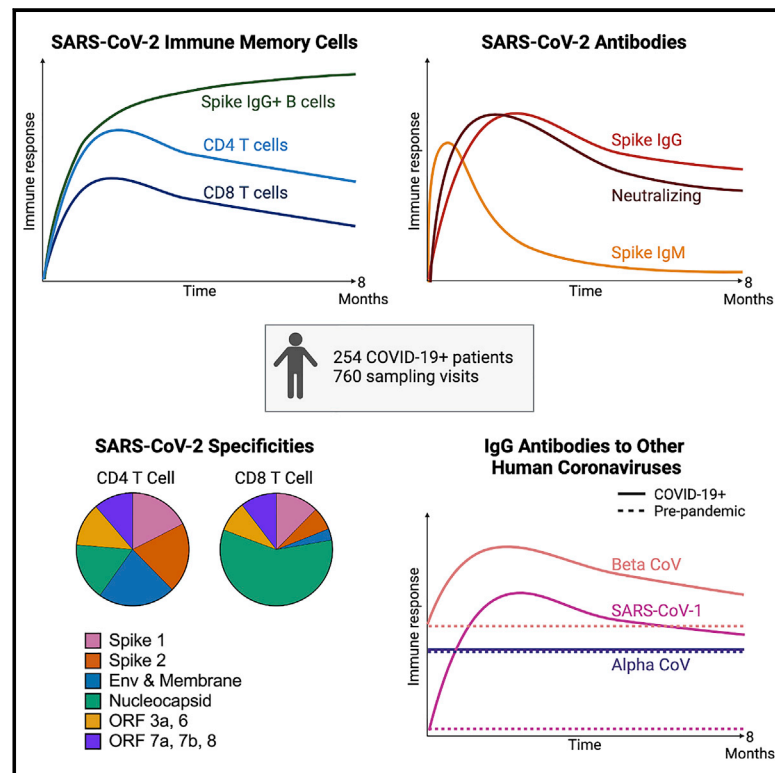 SARS-CoV-2 Immune Memory Cells
Immune response
Spike IgG+ B cells
CD4 T cells
CD8 T cells
Time
8
Months
SARS-CoV-2 Antibodies
Immune response
Spike IgG
Neutralizing
Spike IgM
Time
8
Months
254 COVID-19+ patients
760 sampling visits
SARS-CoV-2 Specificities
CD4 T Cell
CD8 T Cell
Spike 1
Spike 2
Env & Membrane
Nucleocapsid
ORF 3a, 6
ORF 7a, 7b, 8
IgG Antibodies to Other
Human Coronaviruses
COVID-19+
Pre-pandemic
Immune response
Beta CoV
SARS-CoV-1
Alpha CoV
Time
8
Months